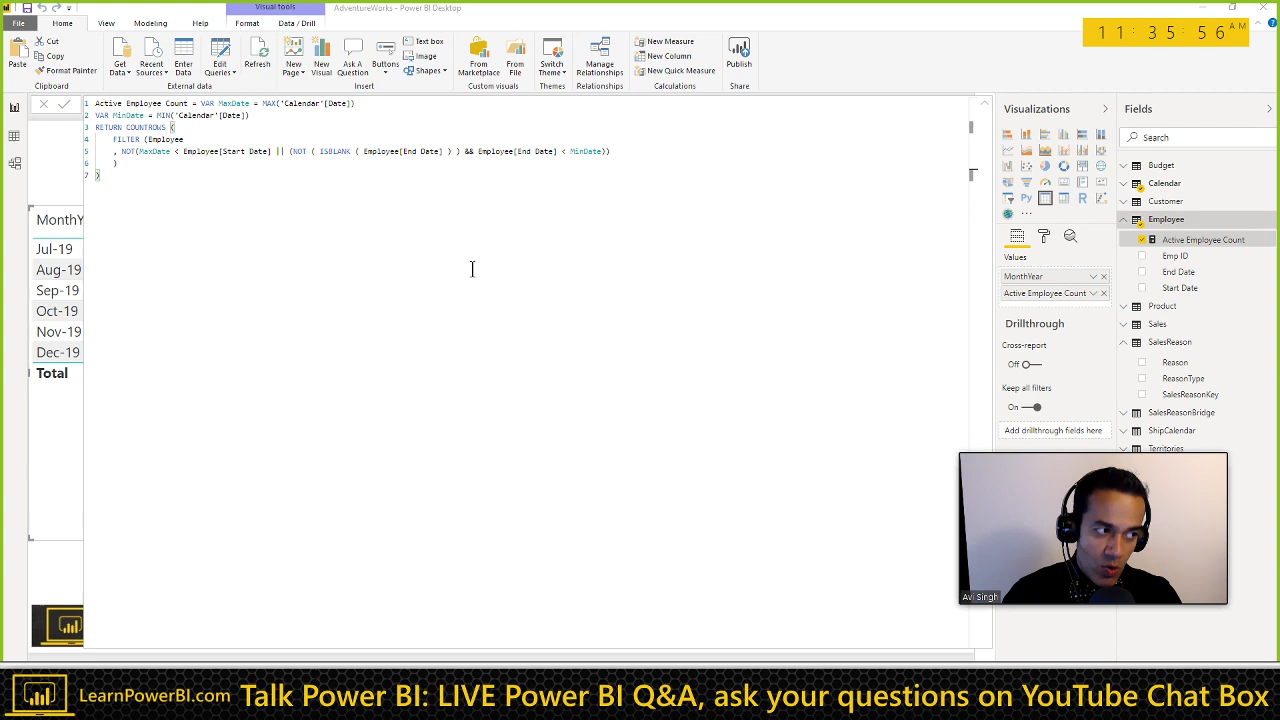 Visual tools
AdventureWorks - Power BI Desktop
File
Home
View
Modeling
Help
Format
Data / Drill
11:35:56 AM
Paste
Cut
Copy
Format Painter
Get Data
Recent Sources
Enter Data
Edit Queries
Refresh
New Page
New Visual
Ask A Question
Buttons
Text box
Image
Shapes
From Marketplace
From File
Switch Theme
Manage Relationships
New Measure
New Column
New Quick Measure
Publish
External data
Insert
Custom visuals
Themes
Relationships
Calculations
Share
1 Active Employee Count = VAR MaxDate = MAX('Calendar'[Date])
2 VAR MinDate = MIN('Calendar'[Date])
3 RETURN COUNTROWS (
4 FILTER (Employee
5 , NOT(MaxDate < Employee[Start Date] || (NOT ( ISBLANK ( Employee[End Date] ) ) && Employee[End Date] < MinDate))
6 )
7 )
MonthY
Jul-19
Aug-19
Sep-19
Oct-19
Nov-19
Dec-19
Total
Visualizations
Py
R
Values
MonthYear
Active Employee Count
Drillthrough
Cross-report
Off
Keep all filters
On
Add drillthrough fields here
Fields
Search
Budget
Calendar
Customer
Employee
Active Employee Count
Emp ID
End Date
Start Date
Product
Sales
SalesReason
Reason
ReasonType
SalesReasonKey
SalesReasonBridge
ShipCalendar
Territories
Avi Singh
LearnPowerBI.com
Talk Power BI: LIVE Power BI Q&A, ask your questions on YouTube Chat Box